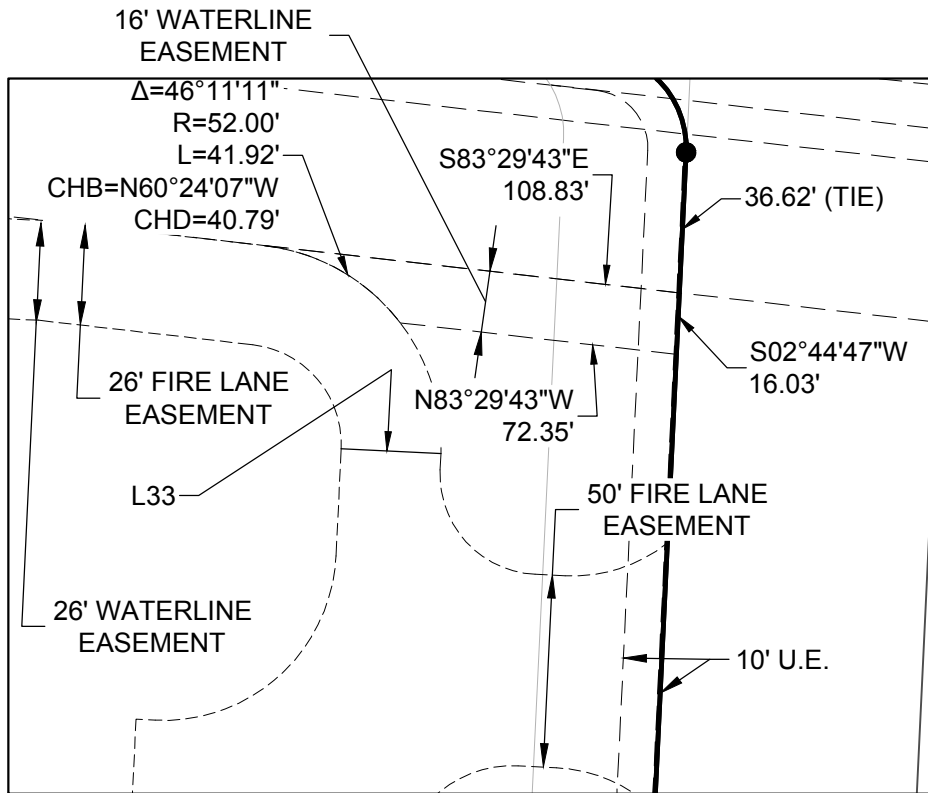 16' WATERLINE
EASEMENT
Δ=46°11'11"
R=52.00'
L=41.92'
CHB=N60°24'07"W
CHD=40.79'
S83°29'43"E
108.83'
36.62' (TIE)
S02°44'47"W
16.03'
26' FIRE LANE
EASEMENT
N83°29'43"W
72.35'
L33
50' FIRE LANE
EASEMENT
26' WATERLINE
EASEMENT
10' U.E.